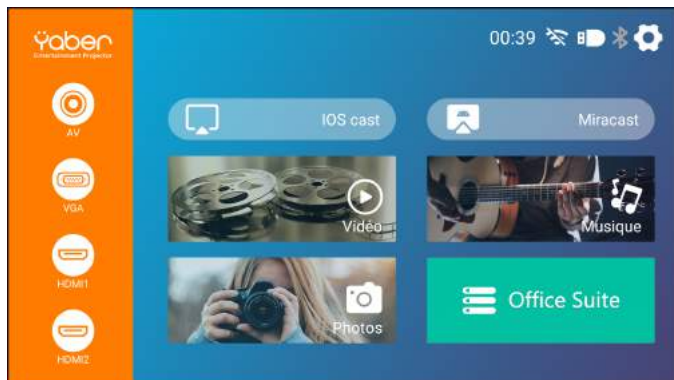 Yaber
Entertainment Projector
00:39
AV
VGA
HDMI1
HDMI2
IOS cast
Miracast
Vidéo
Musique
Photos
Office Suite